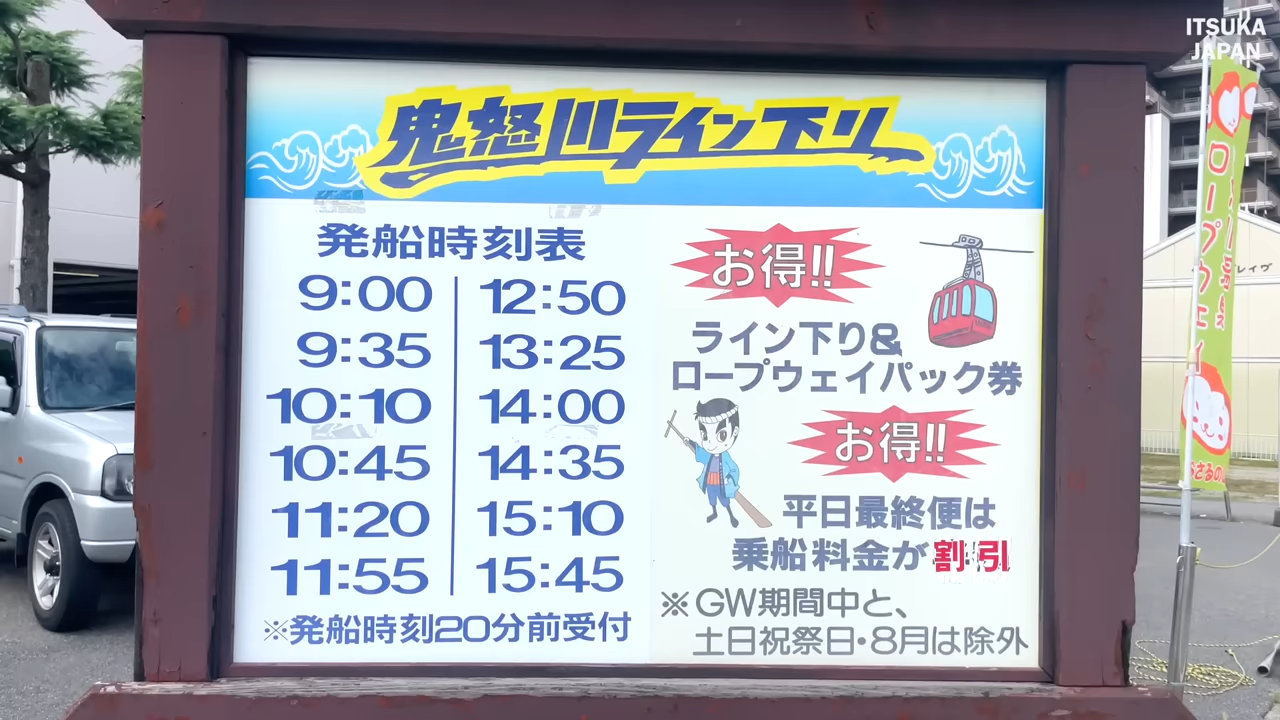 ITSUKA
JAPAN
鬼怒川ライン下り
発船時刻表
9:00
9:35
10:10
10:45
11:20
11:55
12:50
13:25
14:00
14:35
15:10
15:45
※発船時刻20分前受付
お得!!
ライン下り&
ロープウェイパック券
お得!!
平日最終便は
乗船料金が割引
※GW期間中と、
土日祝祭日・8月は除外
ロープウェイ